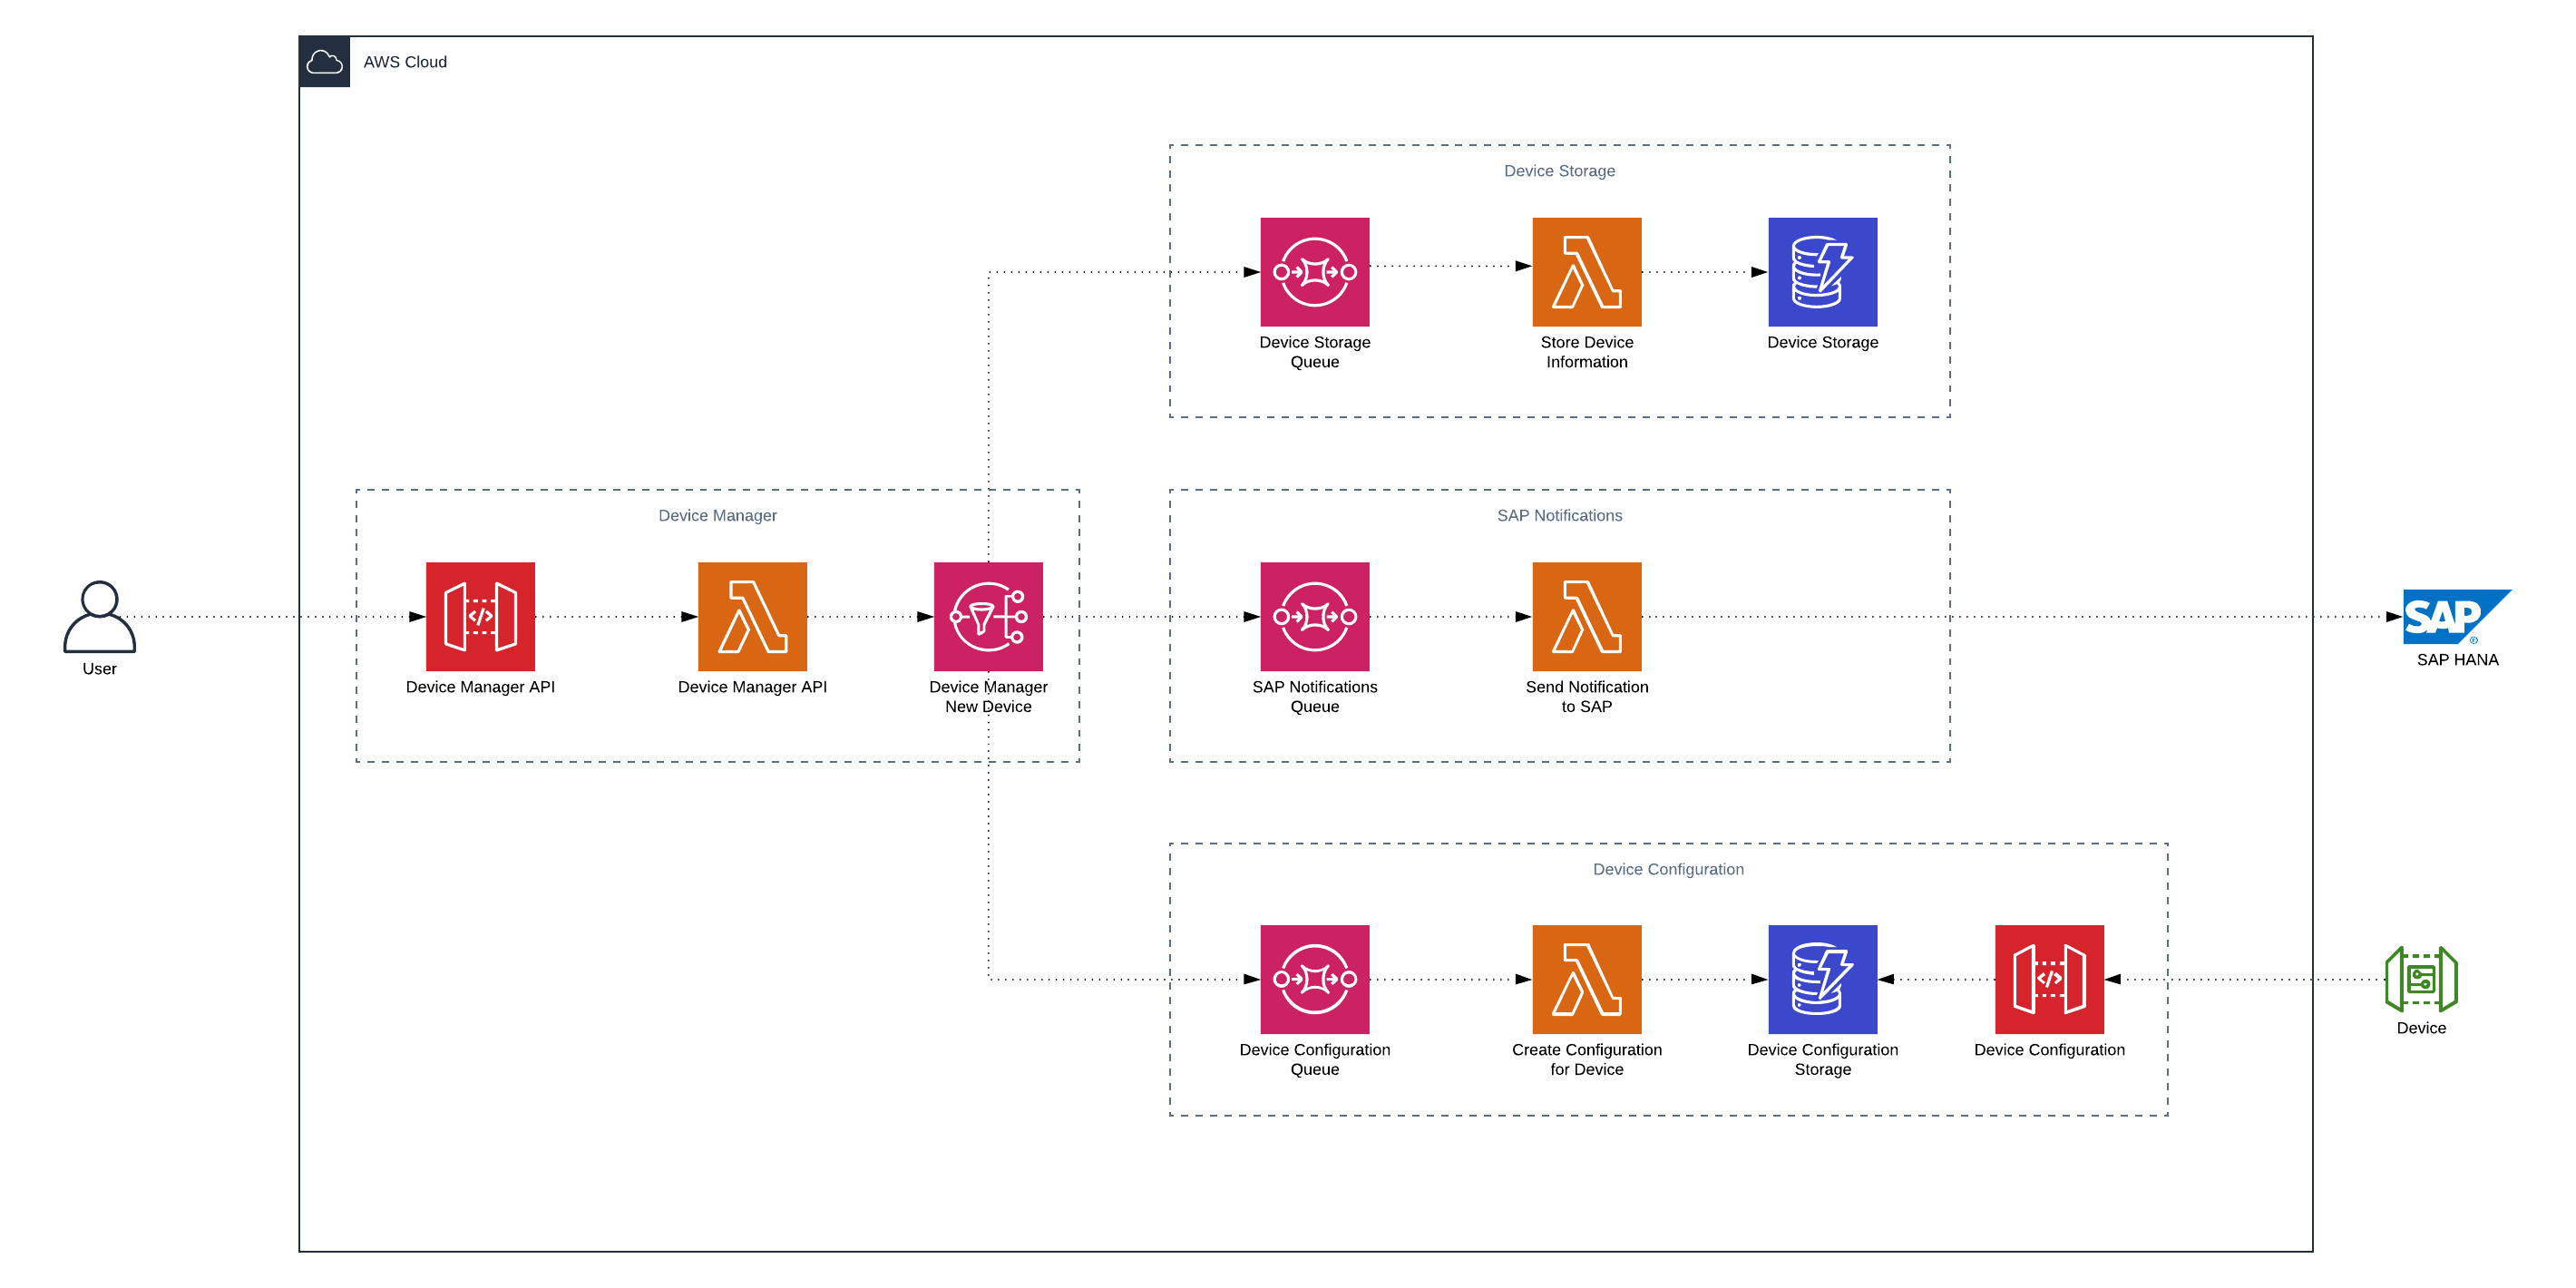 AWS Cloud
Device Storage
Device Storage
Queue
Store Device
Information
Device Storage
Device Manager
Device Manager API
Device Manager API
Device Manager
New Device
SAP Notifications
SAP Notifications
Queue
Send Notification
to SAP
User
SAP
®
SAP HANA
Device Configuration
Device Configuration
Queue
Create Configuration
for Device
Device Configuration
Storage
Device Configuration
Device